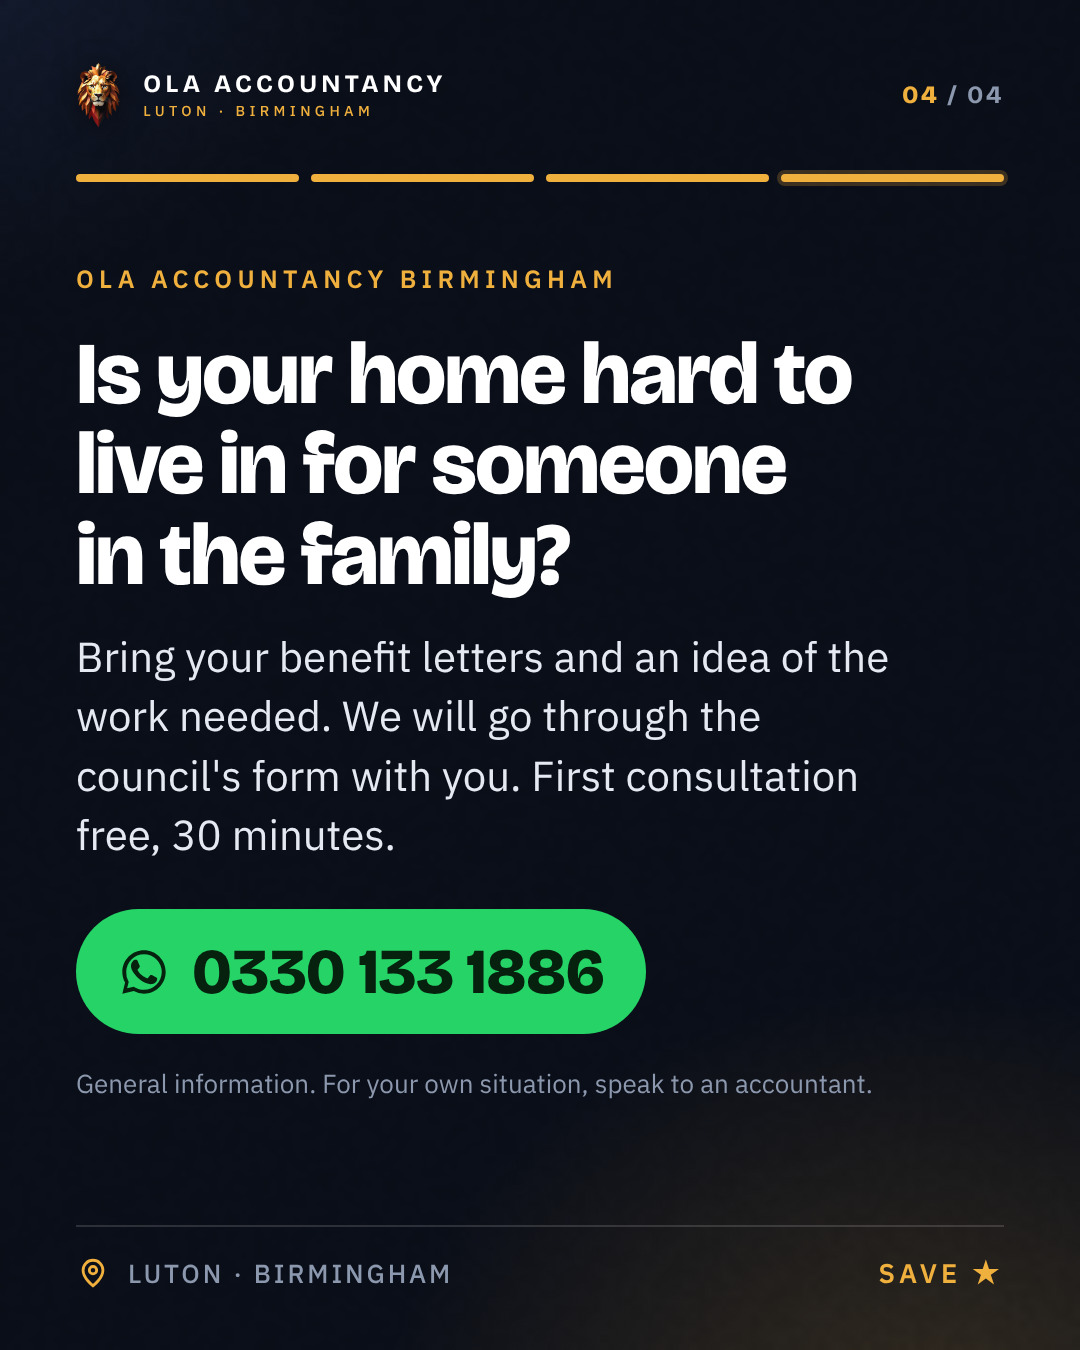 OLA ACCOUNTANCY
LUTON · BIRMINGHAM
04 / 04
OLA ACCOUNTANCY BIRMINGHAM
Is your home hard to
live in for someone
in the family?
Bring your benefit letters and an idea of the
work needed. We will go through the
council's form with you. First consultation
free, 30 minutes.
0330 133 1886
General information. For your own situation, speak to an accountant.
LUTON · BIRMINGHAM
SAVE ★